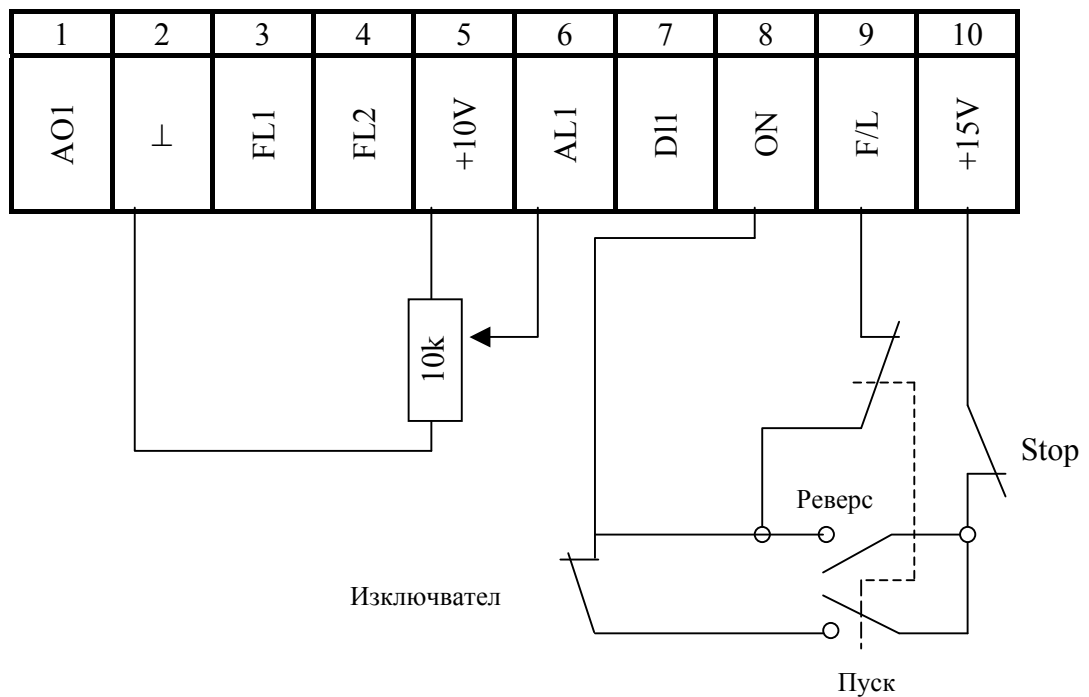 1 2 3 4 5 6 7 8 9 10
AO1 ⊥ FL1 FL2 +10V AL1 DI1 ON F/L +15V
10k
Stop
Реверс
Изключвател
Пуск